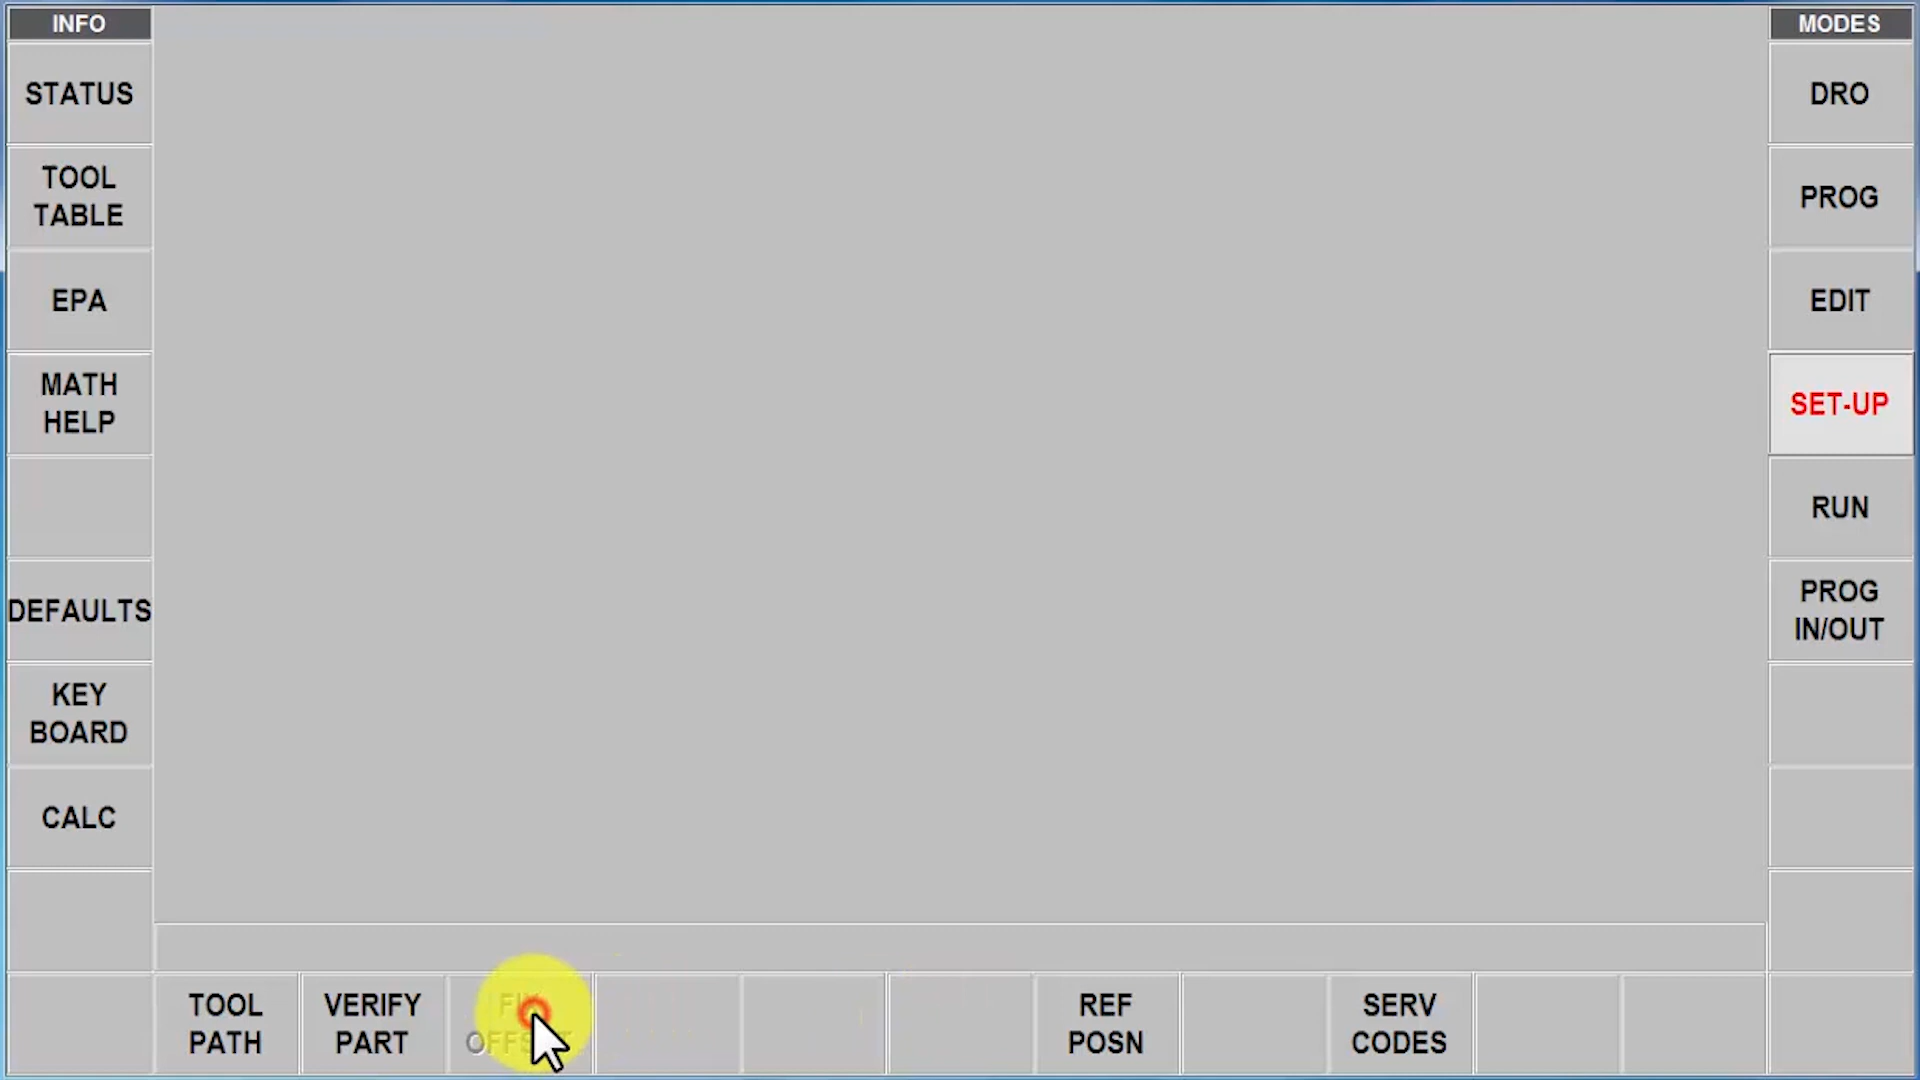 INFO
STATUS
TOOL
TABLE
EPA
MATH
HELP
DEFAULTS
KEY
BOARD
CALC
MODES
DRO
PROG
EDIT
SET-UP
RUN
PROG
IN/OUT
TOOL
PATH
VERIFY
PART
OFFSET
REF
POSN
SERV
CODES